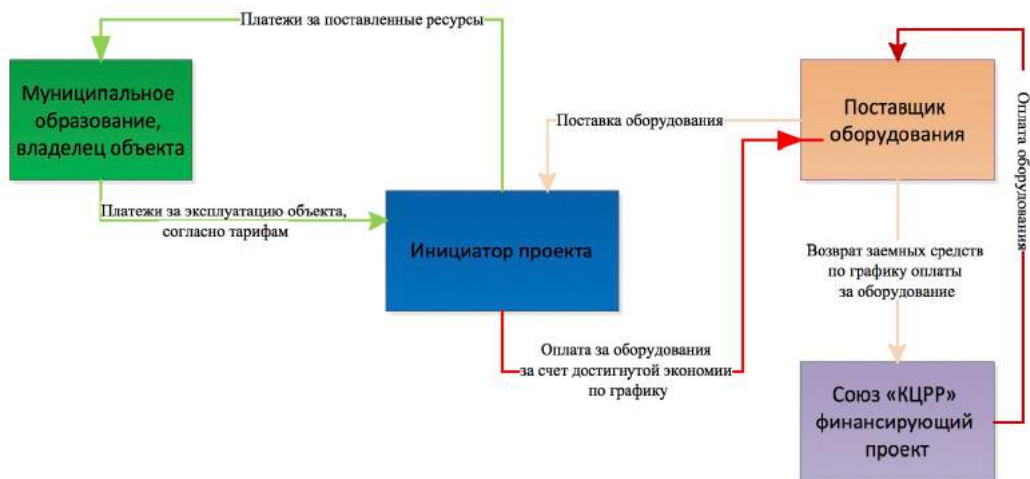 Платежи за поставленные ресурсы
Муниципальное
образование,
владелец объекта
Поставщик
оборудования
Оплата оборудования
Поставка оборудования
Платежи за эксплуатацию объекта,
согласно тарифам
Инициатор проекта
Возврат заемных средств
по графику оплаты
за оборудование
Оплата за оборудования
за счет достигнутой экономии
по графику
Союз «КЦРР»
финансирующий
проект